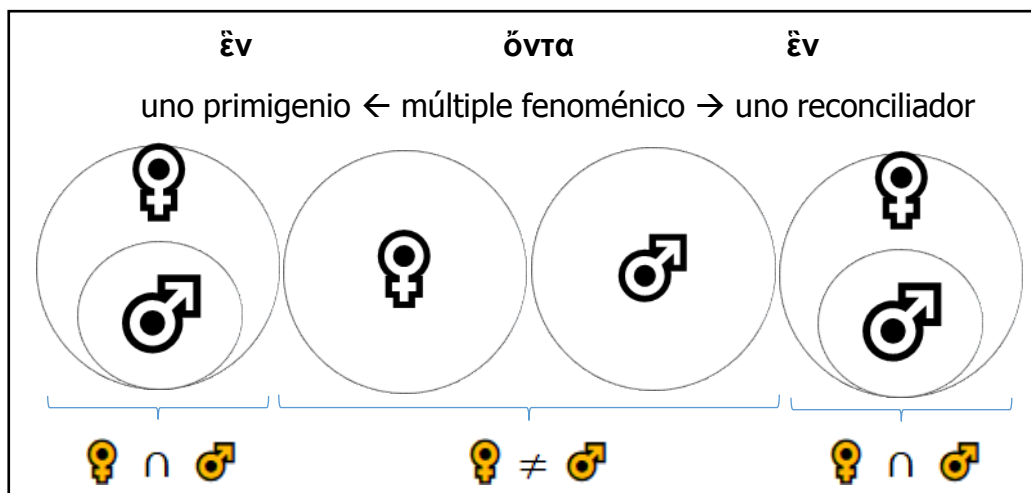 ἓν ὄντα ἓν
uno primigenio ← múltiple fenoménico → uno reconciliador
♀ ♀
♂ ♀ ♂ ♂
♀ ∩ ♂ ♀ ≠ ♂ ♀ ∩ ♂